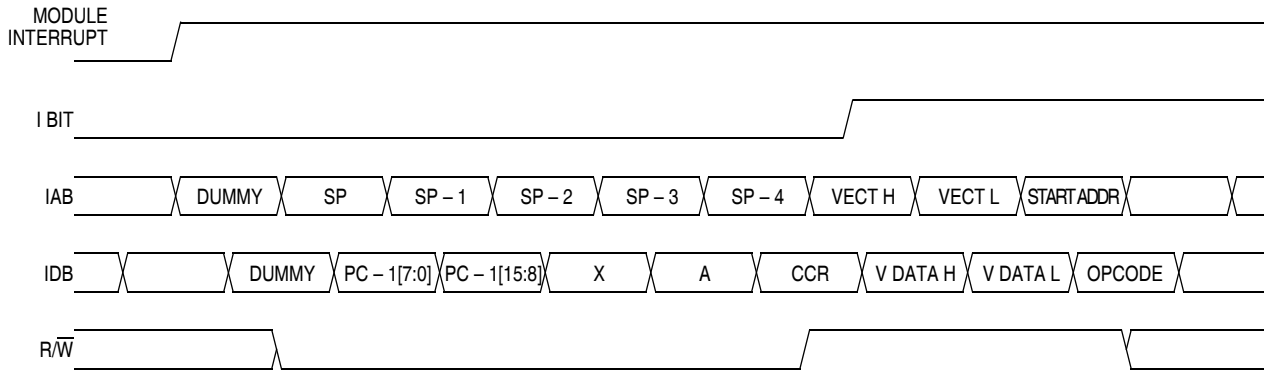 MODULE
INTERRUPT
I BIT
IAB DUMMY SP SP – 1 SP – 2 SP – 3 SP – 4 VECT H VECT L START ADDR
IDB DUMMY PC – 1[7:0] PC – 1[15:8] X A CCR V DATA H V DATA L OPCODE
R/W̅